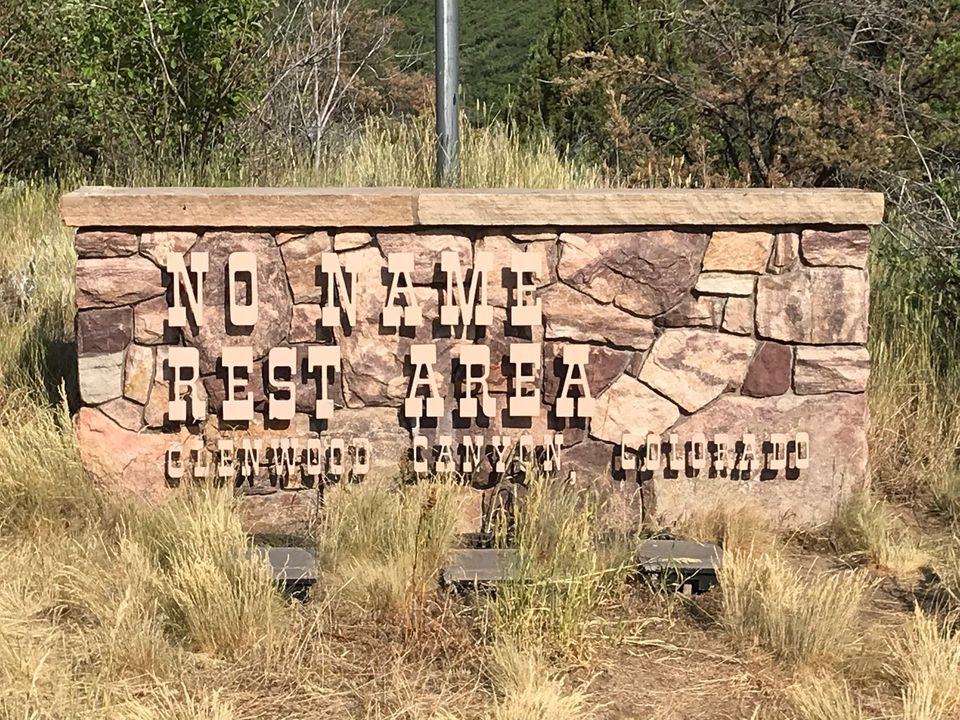 NO NAME
REST AREA
GLENWOOD CANYON, COLORADO